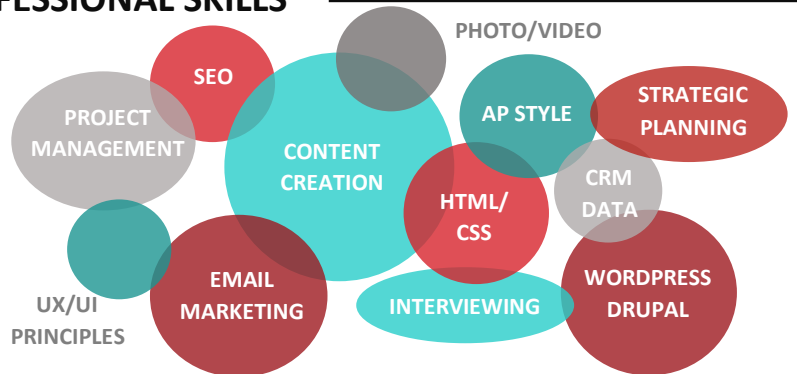 FESSIONAL SKILLS
PHOTO/VIDEO
SEO
PROJECT
MANAGEMENT
CONTENT
CREATION
AP STYLE
STRATEGIC
PLANNING
HTML/
CSS
CRM
DATA
UX/UI
PRINCIPLES
EMAIL
MARKETING
INTERVIEWING
WORDPRESS
DRUPAL